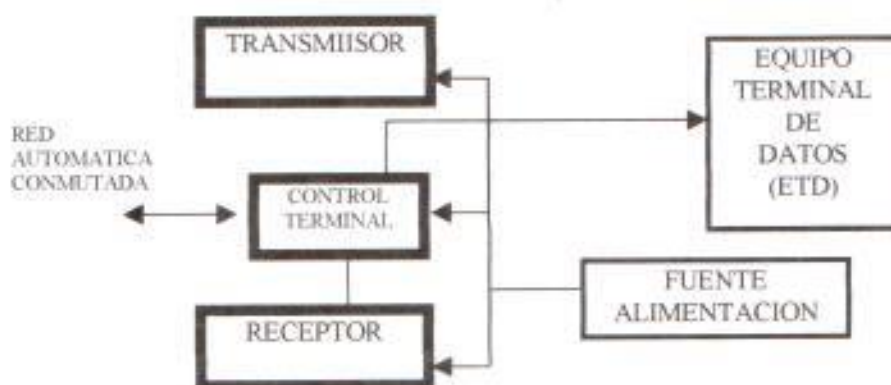 TRANSMIISOR
EQUIPO
TERMINAL
DE
DATOS
(ETD)
RED
AUTOMATICA
CONMUTADA
CONTROL
TERMINAL
FUENTE
ALIMENTACION
RECEPTOR